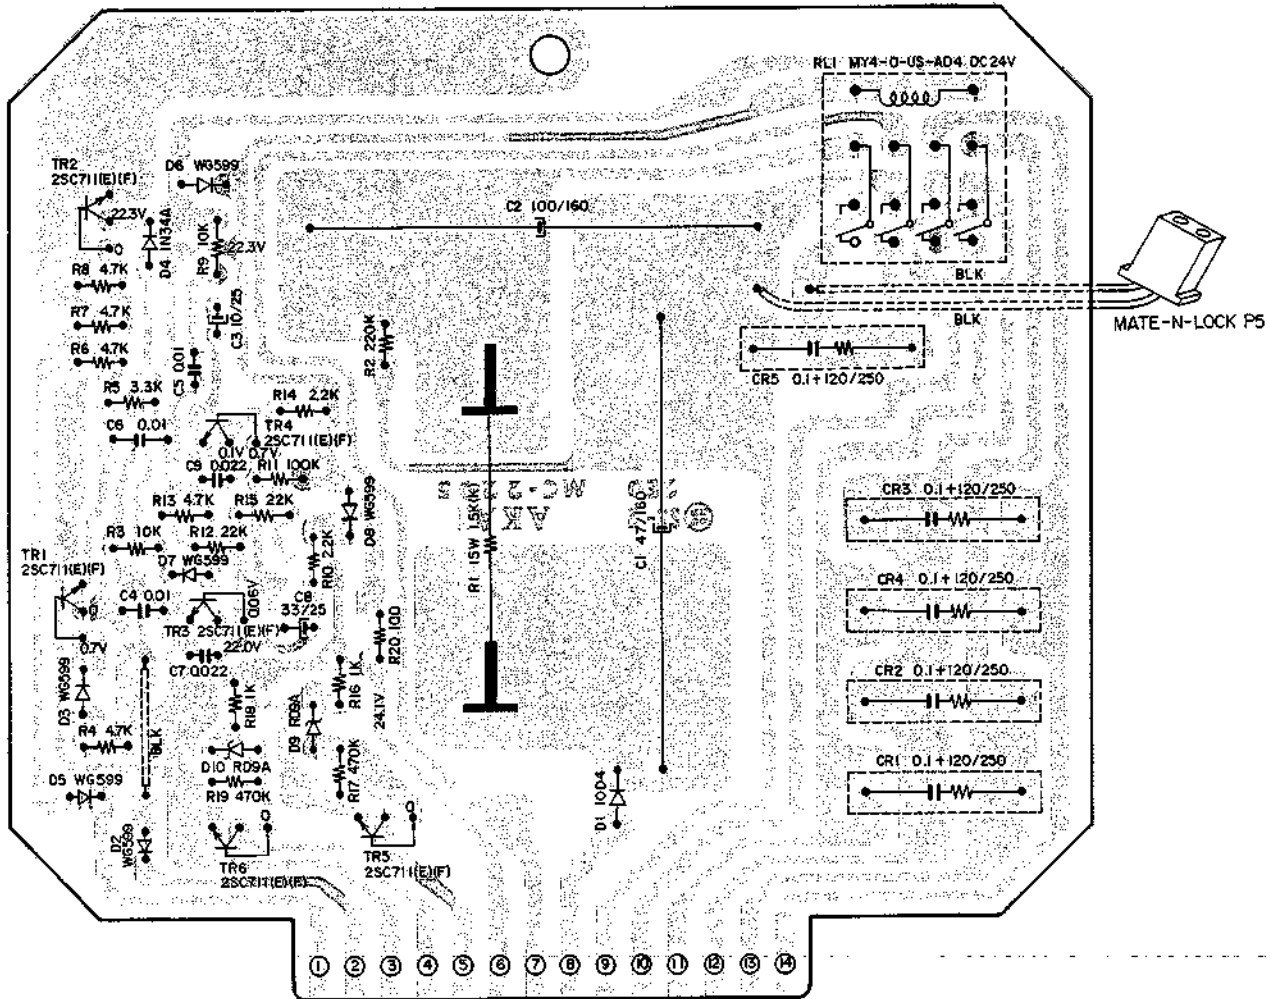 RL1 MY4-0-US-AD4 DC24V
TR2
2SC711(E)(F)
D6 WG599
22.3V
0
D4 1N34A
R9 10K
22.3V
C2 100/160
BLK
BLK
MATE-N-LOCK P5
R8 4.7K
R7 4.7K
R6 4.7K
C3 10/25
C5 0.01
R2 220K
CR5 0.1+120/250
R5 3.3K
R14 2.2K
C6 0.01
TR4
2SC711(E)(F)
0.1V 0.7V
C9 0.022
R11 100K
R13 4.7K
R15 22K
D8 WG599
R1 15W 1.5K(K)
C1 47/160
CR3 0.1+120/250
R3 10K
R12 22K
D7 WG599
R10 2.2K
TR1
2SC711(E)(F)
0
0.7V
C4 0.01
0.06V
TR3 2SC711(E)(F)
22.0V
C8
33/25
R20 100
CR4 0.1+120/250
C7 0.022
D3 WG599
R18 1K
R16 1K
24.1V
D9 RD9A
CR2 0.1+120/250
R4 4.7K
BLK
D10 RD9A
R19 470K
R17 470K
D5 WG599
D1 10D4
CR1 0.1+120/250
D2
WG599
0
TR6
2SC711(E)(F)
0
TR5
2SC711(E)(F)
1 2 3 4 5 6 7 8 9 10 11 12 13 14